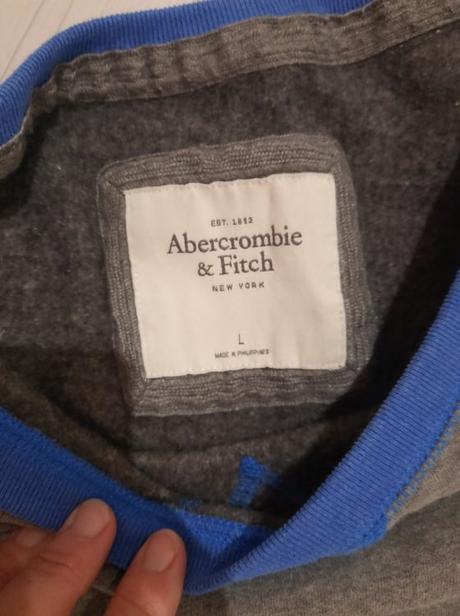 EST. 1892
Abercrombie
& Fitch
NEW YORK
L
MADE IN PHILIPPINES